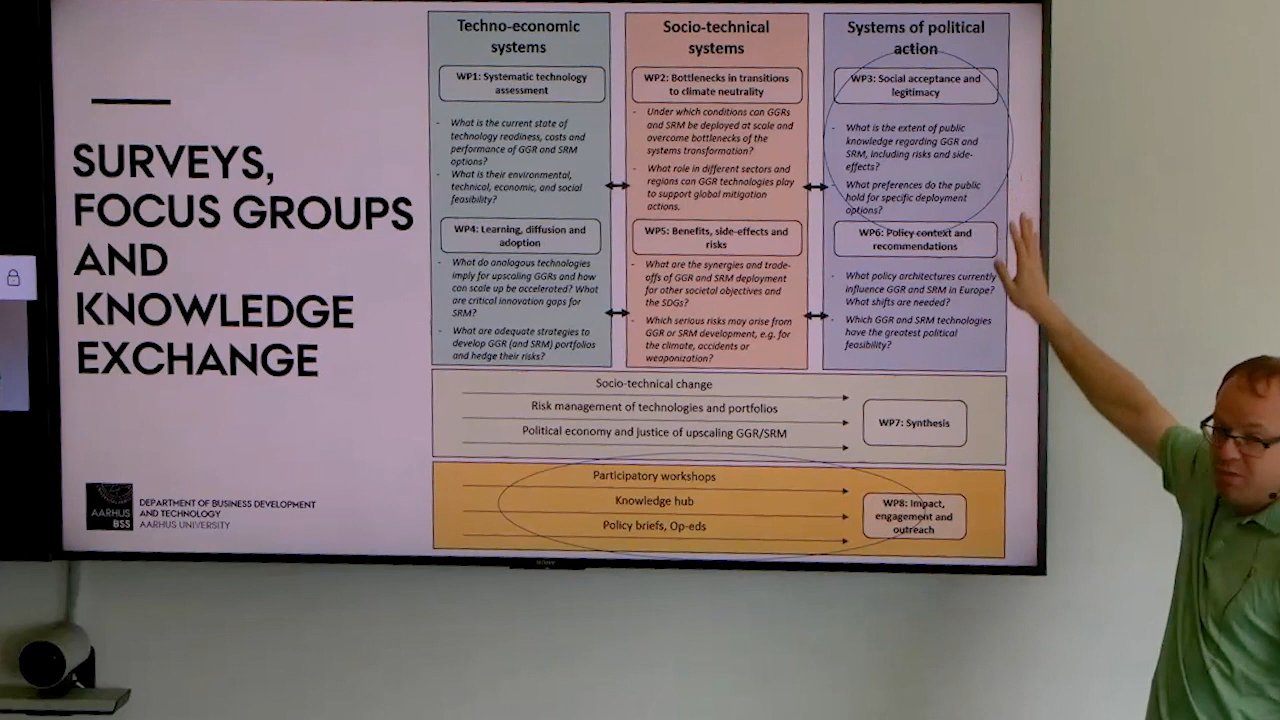 SURVEYS,
FOCUS GROUPS
AND
KNOWLEDGE
EXCHANGE
AARHUS
BSS
DEPARTMENT OF BUSINESS DEVELOPMENT
AND TECHNOLOGY
AARHUS UNIVERSITY
Techno-economic
systems
WP1: Systematic technology
assessment
- What is the current state of
technology readiness, costs and
performance of GGR and SRM
options?
- What is their environmental,
technical, economic, and social
feasibility?
WP4: Learning, diffusion and
adoption
- What do analogous technologies
imply for upscaling GGRs and how
can scale up be accelerated? What
are critical innovation gaps for
SRM?
- What are adequate strategies to
develop GGR (and SRM) portfolios
and hedge their risks?
Socio-technical
systems
WP2: Bottlenecks in transitions
to climate neutrality
- Under which conditions can GGRs
and SRM be deployed at scale and
overcome bottlenecks of the
systems transformation?
- What role in different sectors and
regions can GGR technologies play
to support global mitigation
actions.
WP5: Benefits, side-effects and
risks
- What are the synergies and trade-
offs of GGR and SRM deployment
for other societal objectives and
the SDGs?
- Which serious risks may arise from
GGR or SRM development, e.g. for
the climate, accidents or
weaponization?
Systems of political
action
WP3: Social acceptance and
legitimacy
- What is the extent of public
knowledge regarding GGR and
SRM, including risks and side-
effects?
- What preferences do the public
hold for specific deployment
options?
WP6: Policy context and
recommendations
- What policy architectures currently
influence GGR and SRM in Europe?
What shifts are needed?
- Which GGR and SRM technologies
have the greatest political
feasibility?
Socio-technical change
Risk management of technologies and portfolios
Political economy and justice of upscaling GGR/SRM
WP7: Synthesis
Participatory workshops
Knowledge hub
Policy briefs, Op-eds
WP8: Impact,
engagement and
outreach
SONY